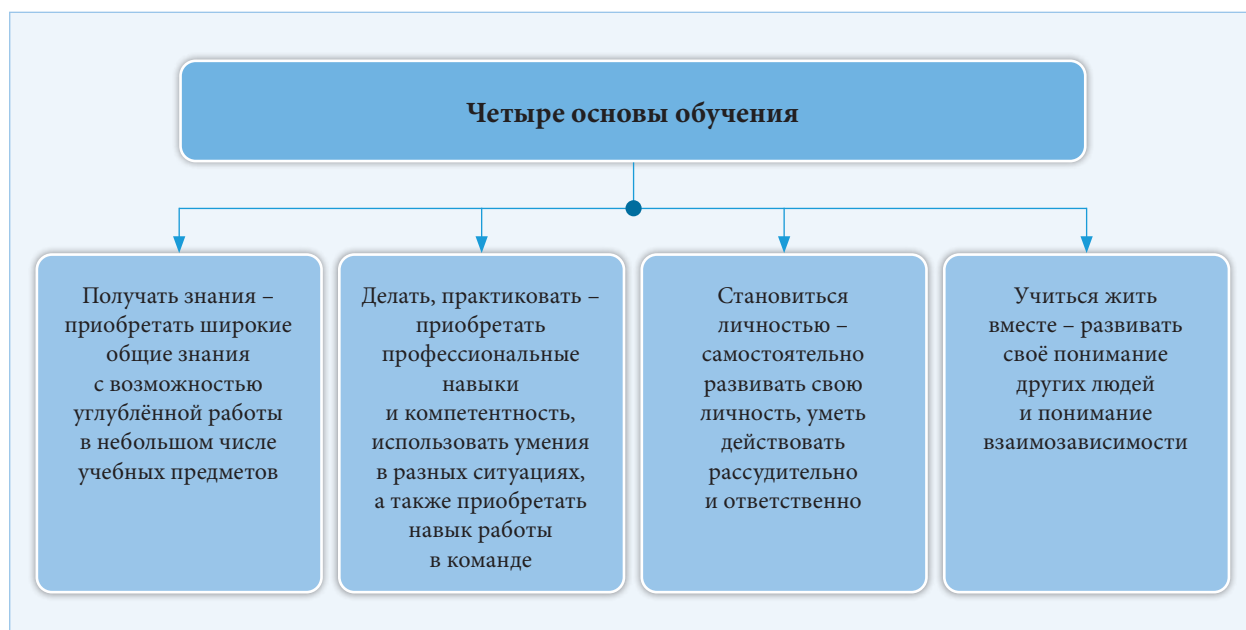 Четыре основы обучения
Получать знания –
приобретать широкие
общие знания
с возможностью
углублённой работы
в небольшом числе
учебных предметов
Делать, практиковать –
приобретать
профессиональные
навыки
и компетентность,
использовать умения
в разных ситуациях,
а также приобретать
навык работы
в команде
Становиться
личностью –
самостоятельно
развивать свою
личность, уметь
действовать
рассудительно
и ответственно
Учиться жить
вместе – развивать
своё понимание
других людей
и понимание
взаимозависимости